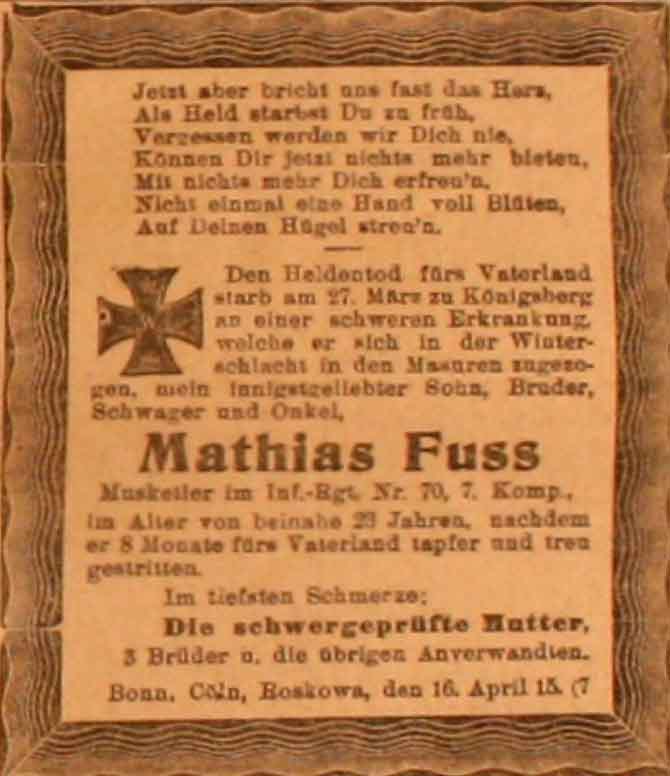 Jetzt aber bricht uns fast das Herz,
Als Held starbst Du zu früh,
Vergessen werden wir Dich nie,
Können Dir jetzt nichts mehr bieten,
Mit nichts mehr Dich erfreu'n,
Nicht einmal eine Hand voll Blüten,
Auf Deinen Hügel streu'n.
Den Heldentod fürs Vaterland
starb am 27. März zu Königsberg
an einer schweren Erkrankung,
welche er sich in der Winter-
schlacht in den Masuren zugezo-
gen, mein innigstgeliebter Sohn, Bruder,
Schwager und Onkel,
Mathias Fuss
Musketier im Inf.-Rgt. Nr. 70, 7. Komp.,
im Alter von beinahe 23 Jahren, nachdem
er 8 Monate fürs Vaterland tapfer und treu
gestritten.
Im tiefsten Schmerze:
Die schwergeprüfte Mutter,
3 Brüder u. die übrigen Anverwandten.
Bonn, Cöln, Roskowa, den 16. April 15. (7